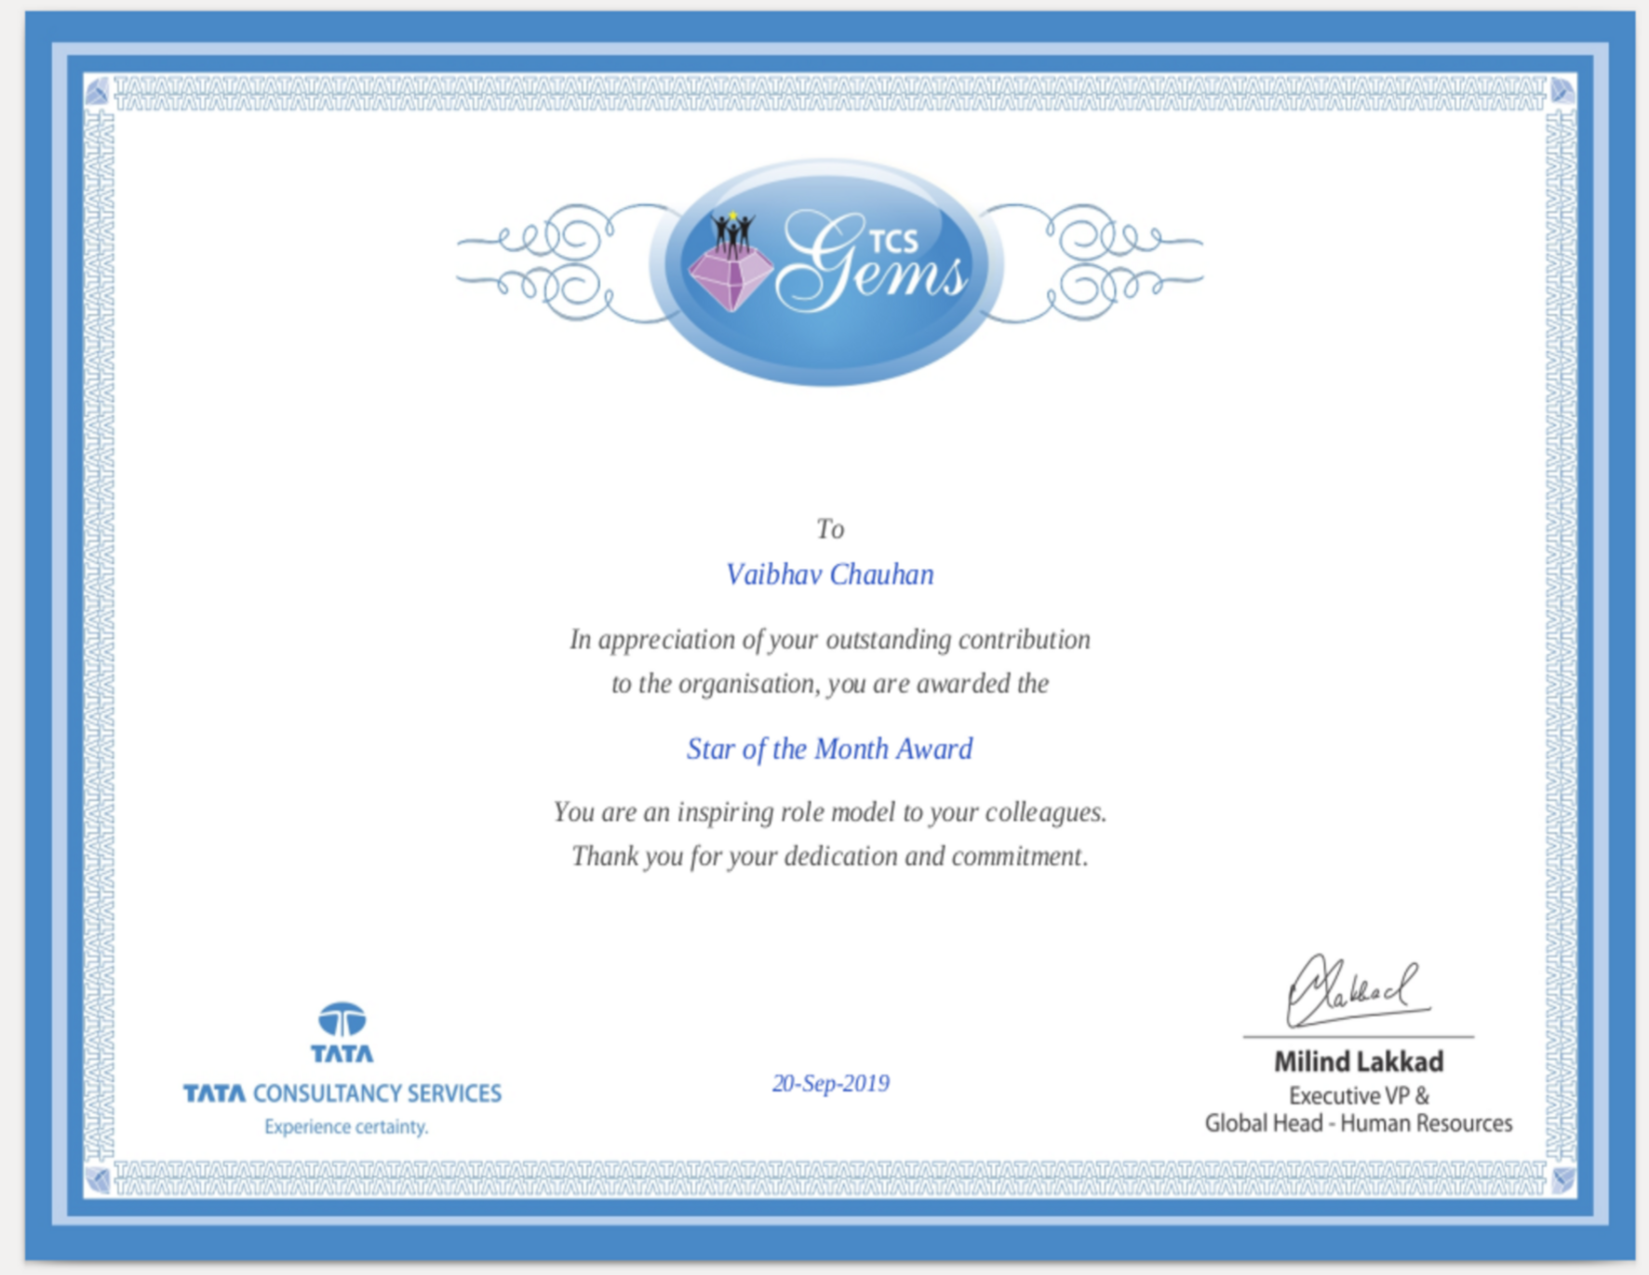 TCS
Gems
To
Vaibhav Chauhan
In appreciation of your outstanding contribution
to the organisation, you are awarded the
Star of the Month Award
You are an inspiring role model to your colleagues.
Thank you for your dedication and commitment.
TATA
TATA CONSULTANCY SERVICES
Experience certainty.
20-Sep-2019
Lakkad
Milind Lakkad
Executive VP &
Global Head - Human Resources